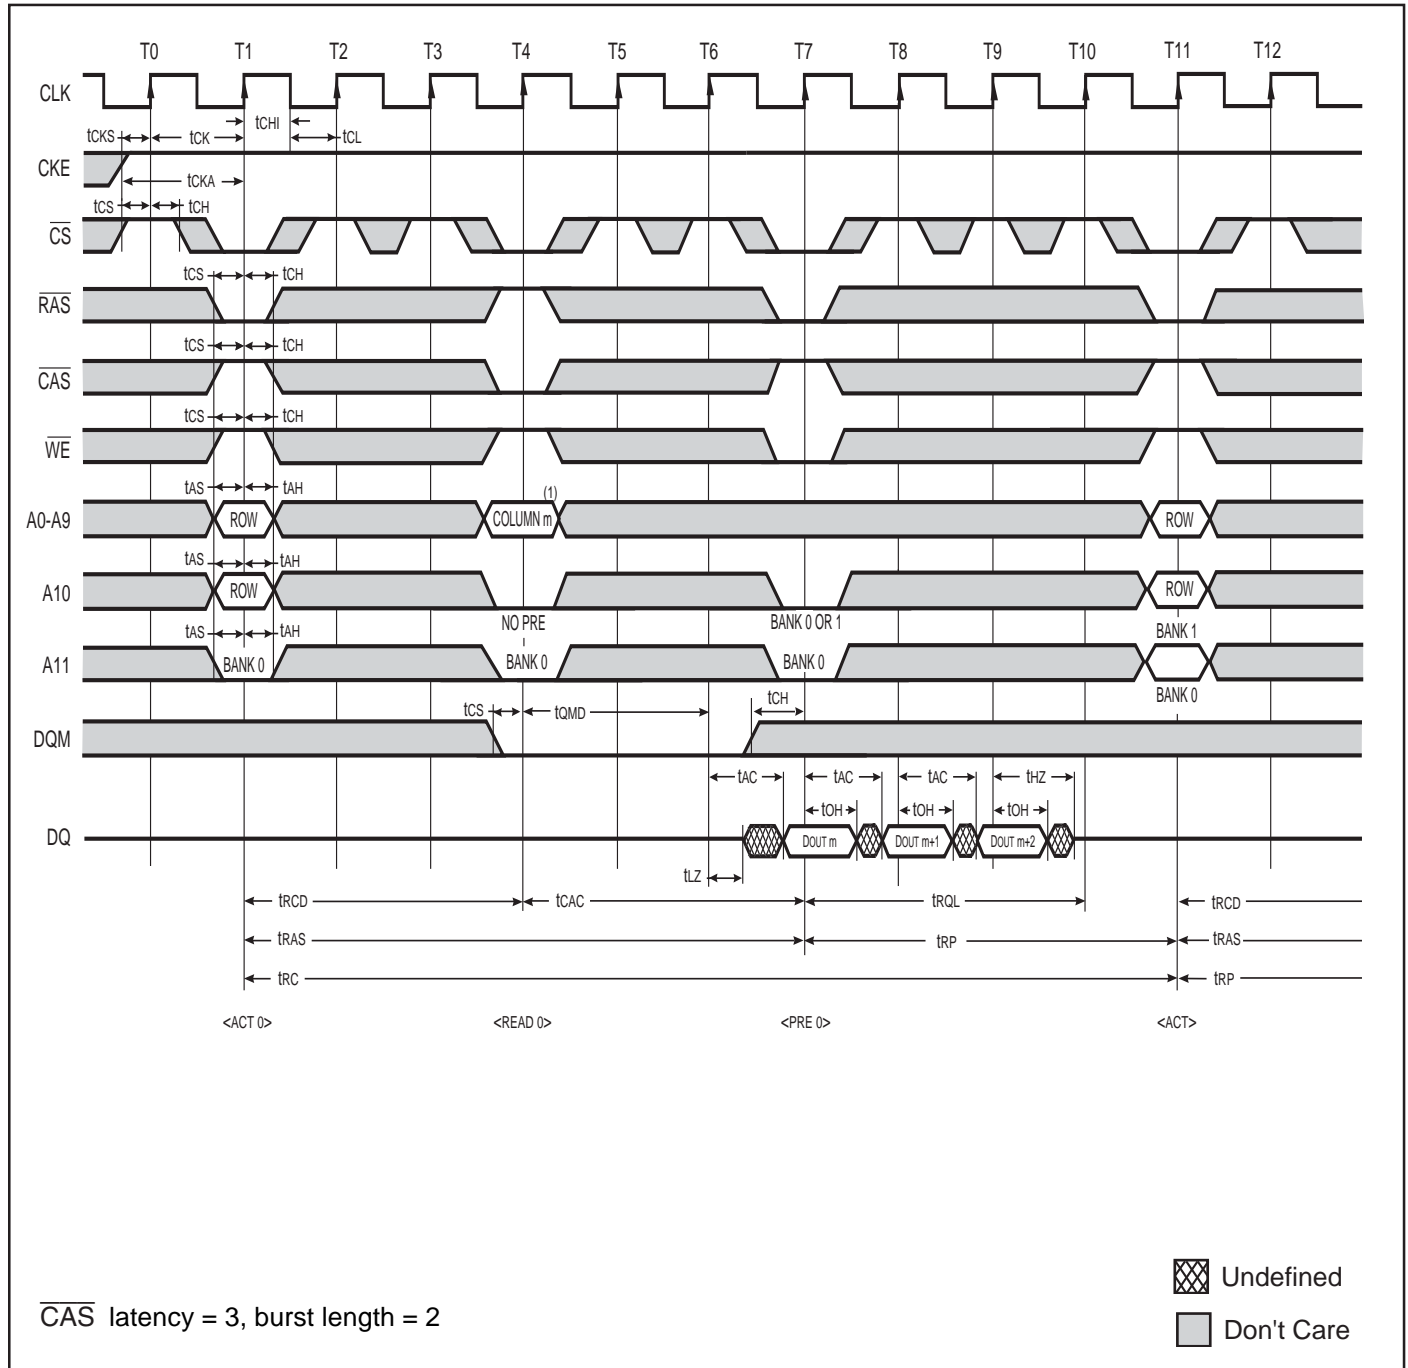 T0 T1 T2 T3 T4 T5 T6 T7 T8 T9 T10 T11 T12
CLK
tCHI
tCKS tCK tCL
CKE
tCKA
tCS tCH
CS
tCS tCH
RAS
tCS tCH
CAS
tCS tCH
WE
tAS tAH (1)
A0-A9 ROW COLUMN m ROW
tAS tAH
A10 ROW ROW
NO PRE BANK 0 OR 1 BANK 1
tAS tAH
A11 BANK 0 BANK 0 BANK 0
BANK 0
tCS tQMD tCH
DQM
tAC tAC tAC tHZ
tOH tOH tOH
DQ DOUT m DOUT m+1 DOUT m+2
tLZ
tRCD tCAC tRQL tRCD
tRAS tRP tRAS
tRC tRP
<ACT 0> <READ 0> <PRE 0> <ACT>
Undefined
CAS latency = 3, burst length = 2
Don't Care